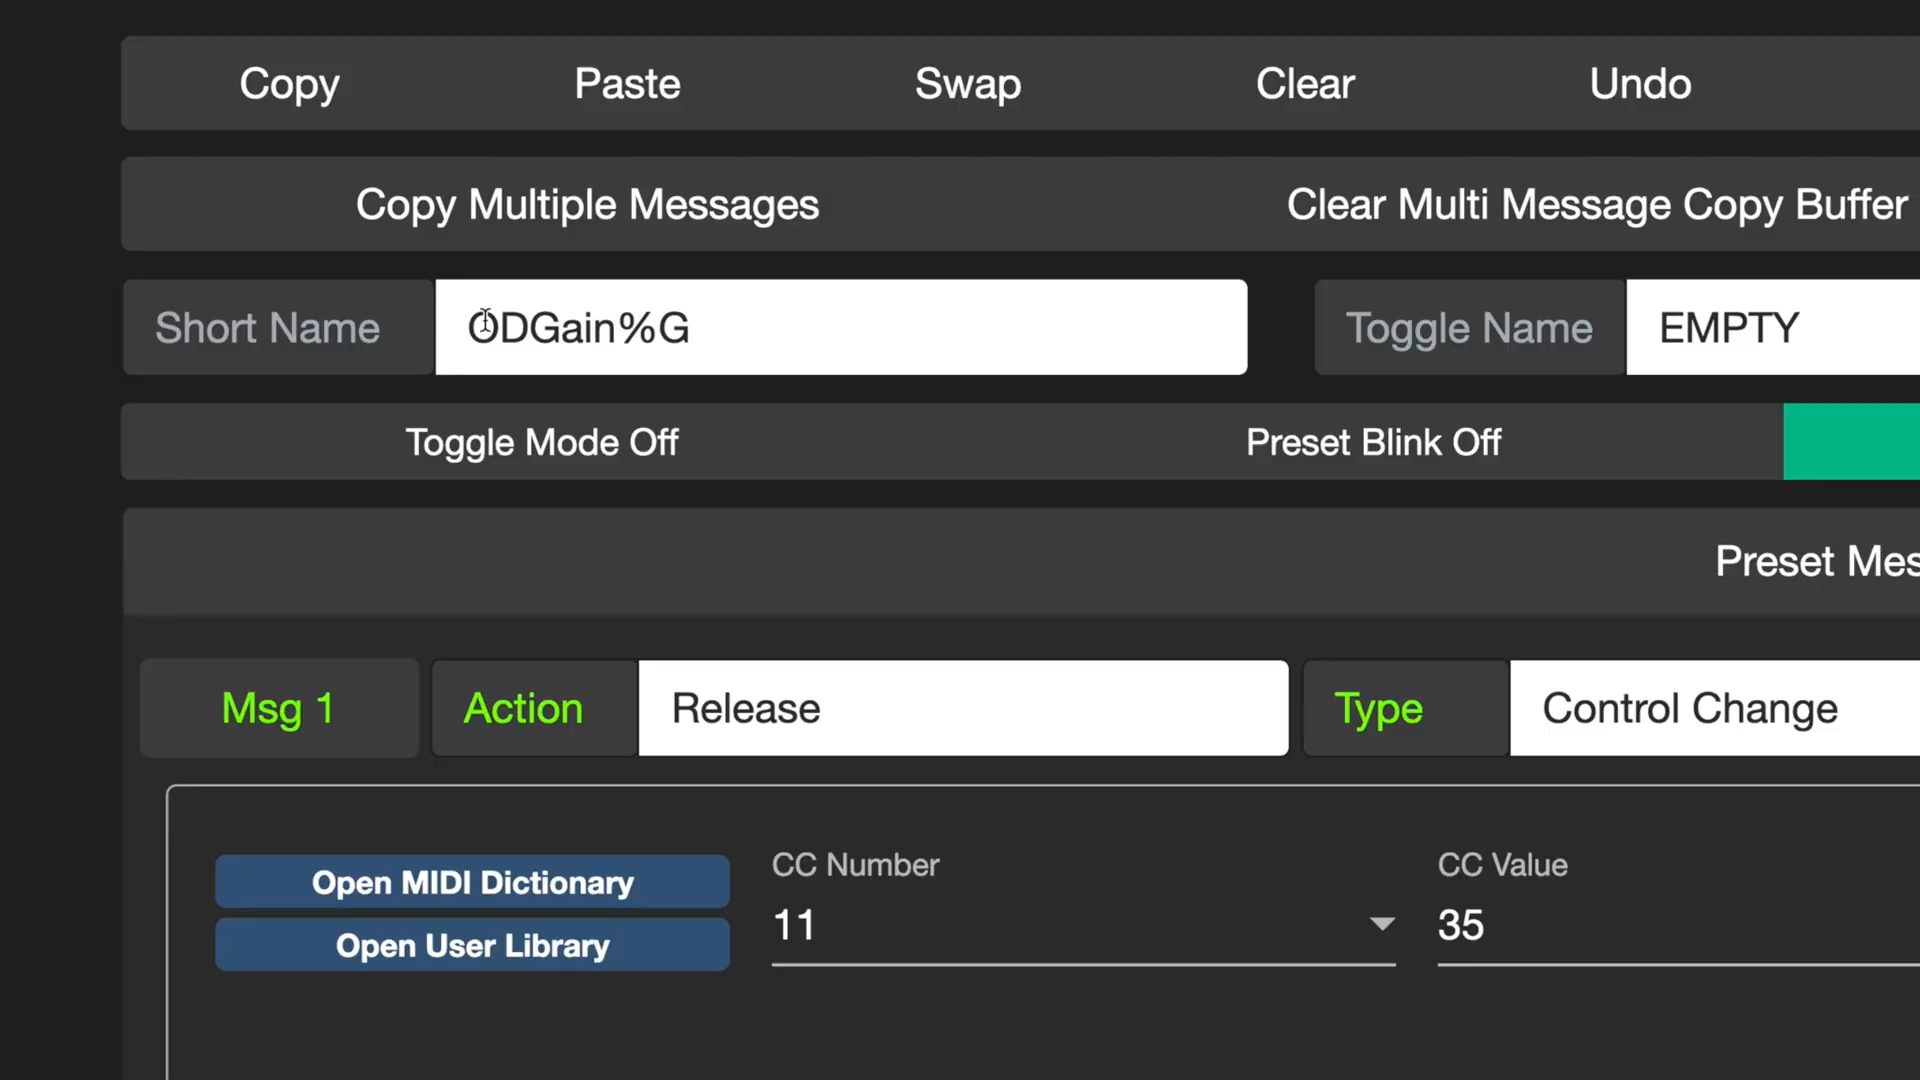 Copy Paste Swap Clear Undo
Copy Multiple Messages Clear Multi Message Copy Buffer
Short Name ODGain%G Toggle Name EMPTY
Toggle Mode Off Preset Blink Off
Preset Mes
Msg 1 Action Release Type Control Change
CC Number CC Value
Open MIDI Dictionary 11 35
Open User Library